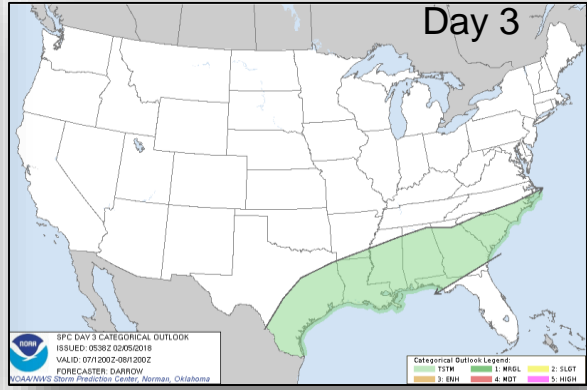 Day 3
NOAA
SPC DAY 3 CATEGORICAL OUTLOOK
ISSUED: 0538Z 02/05/2018
VALID: 07/1200Z-08/1200Z
FORECASTER: DARROW
NOAA/NWS Storm Prediction Center, Norman, Oklahoma
Categorical Outlook Legend:
TSTM 1: MRGL 2: SLGT
3: ENH 4: MDT 5: HIGH